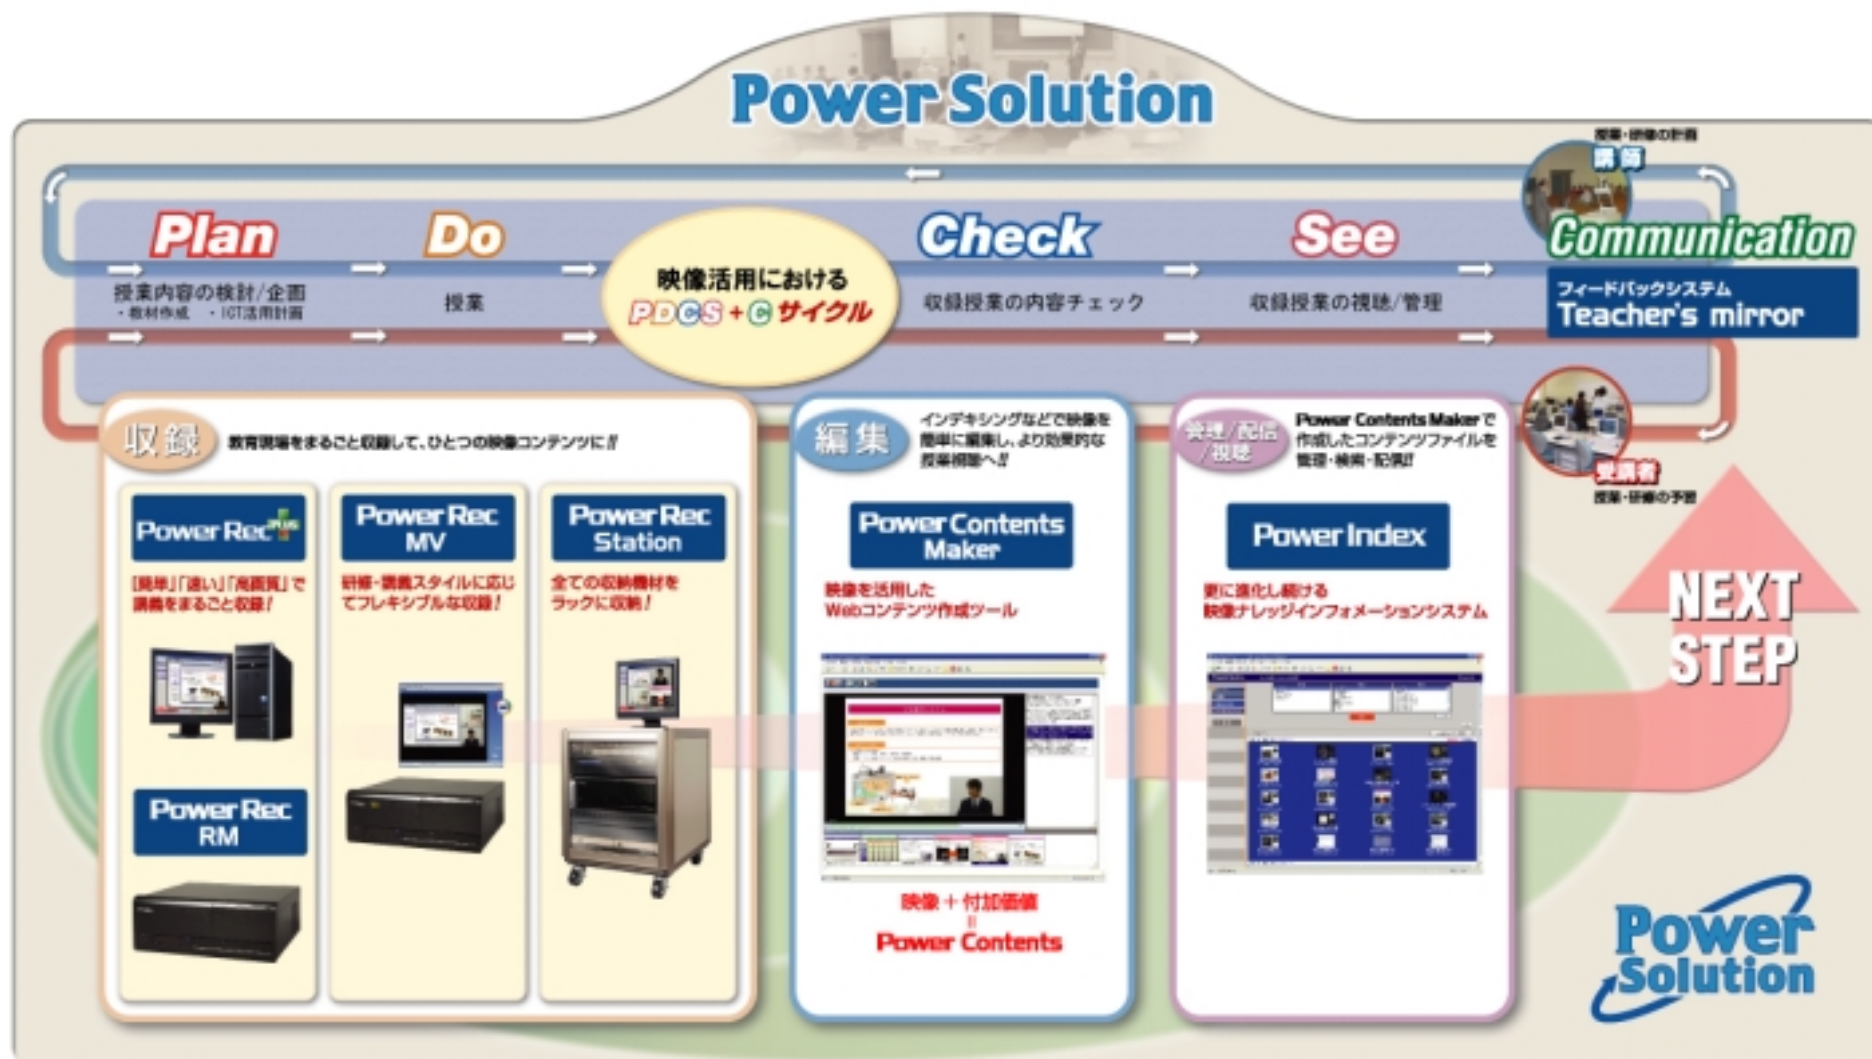 Power Solution
授業・研修の計画
講師
Plan
Do
Check
See
Communication
映像活用における
PDCS+Cサイクル
授業内容の検討/企画
・教材作成　・ICT活用計画
授業
収録授業の内容チェック
収録授業の視聴/管理
フィードバックシステム
Teacher's mirror
受講者
授業・研修の予習
収録
教育現場をまるごと収録して、ひとつの映像コンテンツに!!
Power Rec PLUS
「簡単」「速い」「高画質」で
講義をまるごと収録!
Power Rec
RM
Power Rec
MV
研修・講義スタイルに応じ
てフレキシブルな収録!
Power Rec
Station
全ての収納機材を
ラックに収納!
編集
インデキシングなどで映像を
簡単に編集し、より効果的な
授業視聴へ!!
Power Contents
Maker
映像を活用した
Webコンテンツ作成ツール
映像+付加価値
=
Power Contents
管理/配信
/視聴
Power Contents Makerで
作成したコンテンツファイルを
管理・検索・配信!!
Power Index
更に進化し続ける
映像ナレッジインフォメーションシステム
NEXT
STEP
Power
Solution